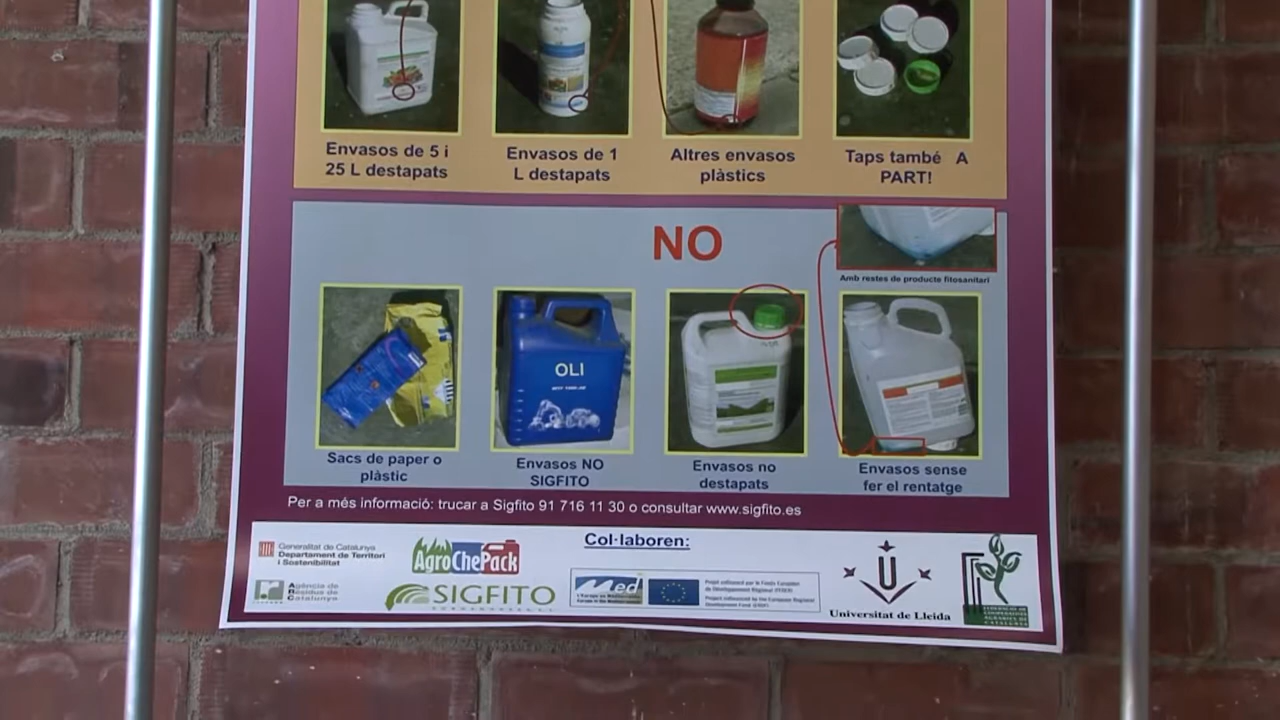 Envasos de 5 i
25 L destapats
Envasos de 1
L destapats
Altres envasos
plàstics
Taps també A
PART!
NO
Amb restes de producte fitosanitari
OLI
Sacs de paper o
plàstic
Envasos NO
SIGFITO
Envasos no
destapats
Envasos sense
fer el rentatge
Per a més informació: trucar a Sigfito 91 716 11 30 o consultar www.sigfito.es
Col·laboren:
Generalitat de Catalunya
Departament de Territori
i Sostenibilitat
AgroChePack
Agència de
Residus de
Catalunya
SIGFITO
Med
Universitat de Lleida
U